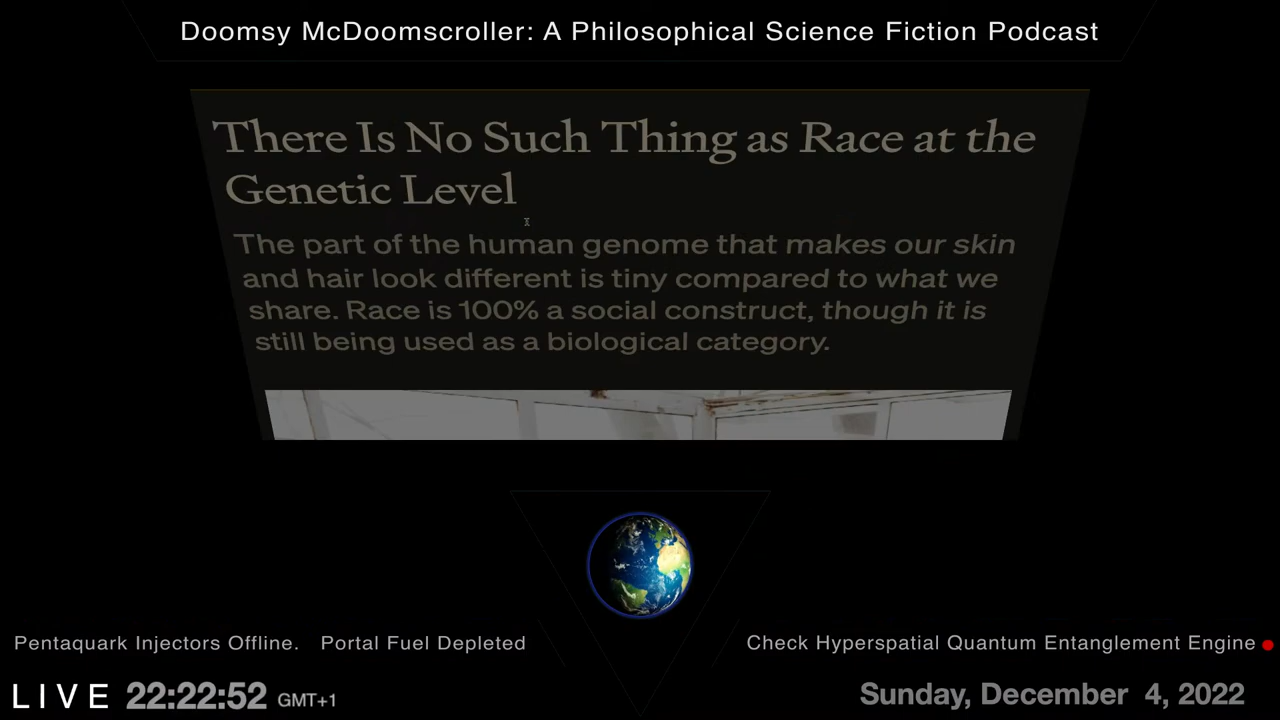 Doomsy McDoomscroller: A Philosophical Science Fiction Podcast
There Is No Such Thing as Race at the
Genetic Level
The part of the human genome that makes our skin
and hair look different is tiny compared to what we
share. Race is 100% a social construct, though it is
still being used as a biological category.
Pentaquark Injectors Offline. Portal Fuel Depleted
Check Hyperspatial Quantum Entanglement Engine
LIVE 22:22:52 GMT+1
Sunday, December 4, 2022